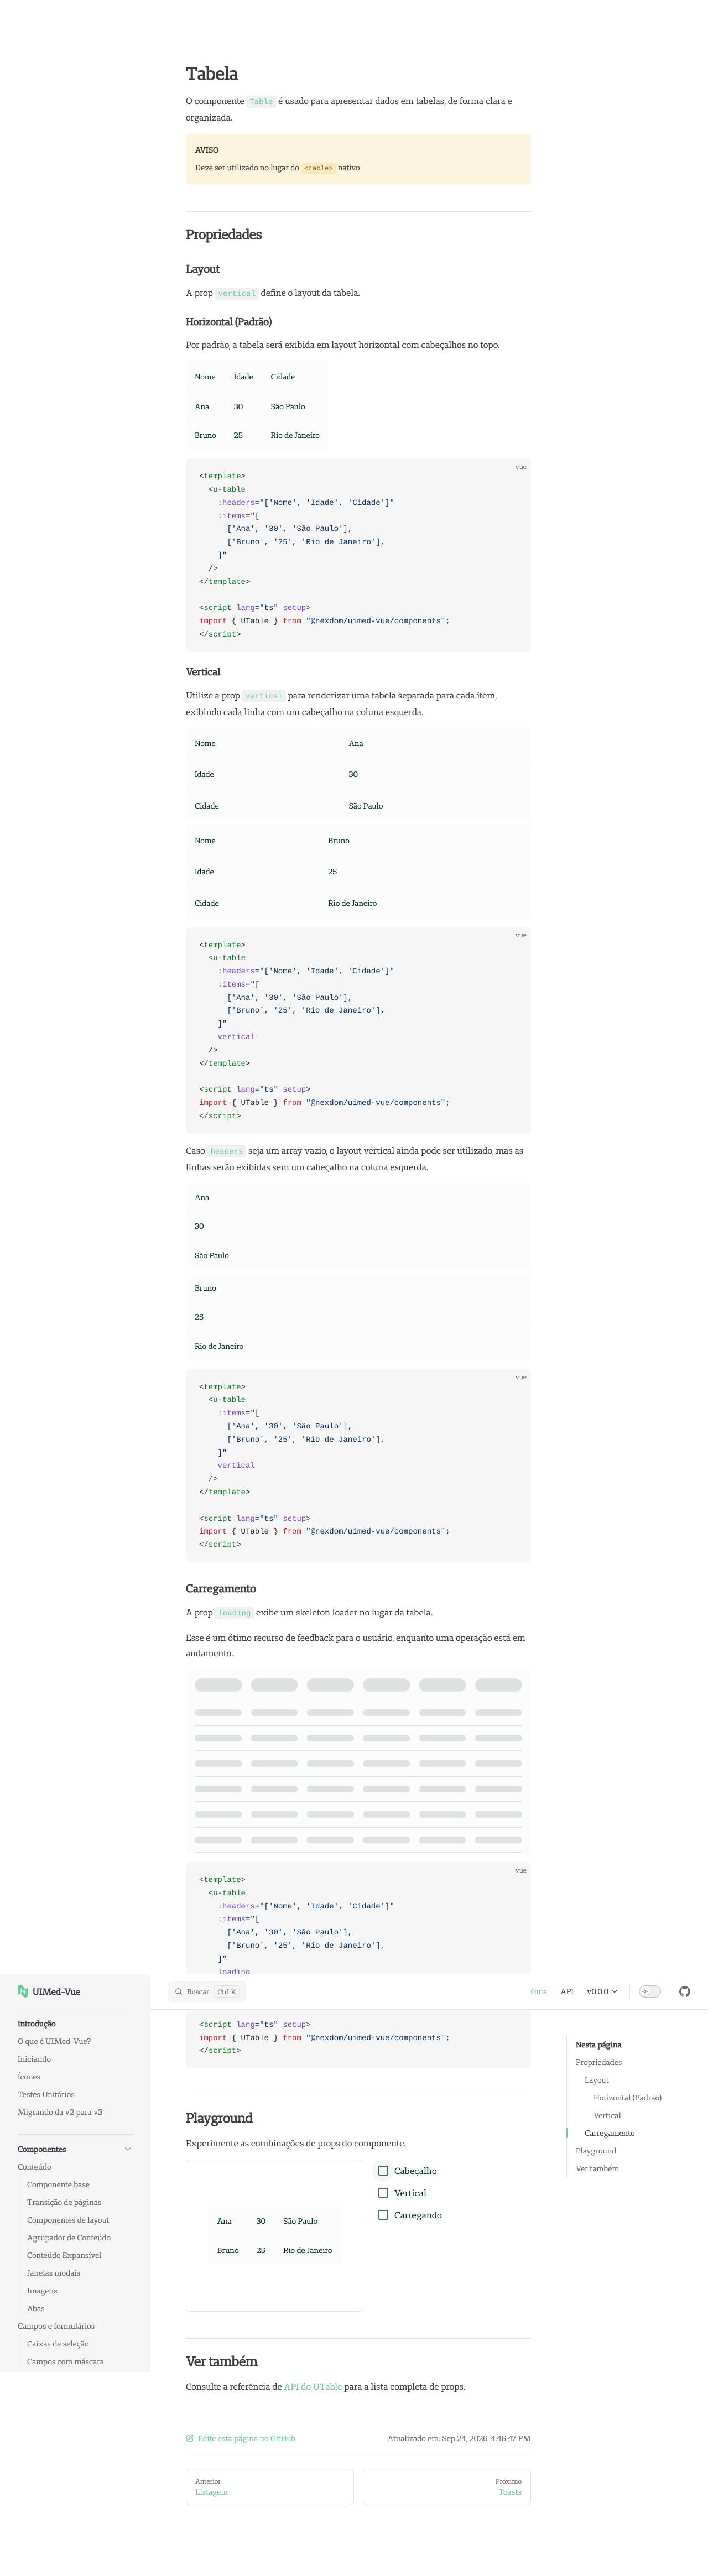 Tabela
O componente Table é usado para apresentar dados em tabelas, de forma clara e
organizada.
AVISO
Deve ser utilizado no lugar do <table> nativo.
Propriedades
Layout
A prop vertical define o layout da tabela.
Horizontal (Padrão)
Por padrão, a tabela será exibida em layout horizontal com cabeçalhos no topo.
Nome Idade Cidade
Ana 30 São Paulo
Bruno 25 Rio de Janeiro
vue
<template>
  <u-table
    :headers="['Nome', 'Idade', 'Cidade']"
    :items="[
      ['Ana', '30', 'São Paulo'],
      ['Bruno', '25', 'Rio de Janeiro'],
    ]"
  />
</template>
<script lang="ts" setup>
import { UTable } from "@nexdom/uimed-vue/components";
</script>
Vertical
Utilize a prop vertical para renderizar uma tabela separada para cada item,
exibindo cada linha com um cabeçalho na coluna esquerda.
Nome Ana
Idade 30
Cidade São Paulo
Nome Bruno
Idade 25
Cidade Rio de Janeiro
vue
<template>
  <u-table
    :headers="['Nome', 'Idade', 'Cidade']"
    :items="[
      ['Ana', '30', 'São Paulo'],
      ['Bruno', '25', 'Rio de Janeiro'],
    ]"
    vertical
  />
</template>
<script lang="ts" setup>
import { UTable } from "@nexdom/uimed-vue/components";
</script>
Caso headers seja um array vazio, o layout vertical ainda pode ser utilizado, mas as
linhas serão exibidas sem um cabeçalho na coluna esquerda.
Ana
30
São Paulo
Bruno
25
Rio de Janeiro
vue
<template>
  <u-table
    :items="[
      ['Ana', '30', 'São Paulo'],
      ['Bruno', '25', 'Rio de Janeiro'],
    ]"
    vertical
  />
</template>
<script lang="ts" setup>
import { UTable } from "@nexdom/uimed-vue/components";
</script>
Carregamento
A prop loading exibe um skeleton loader no lugar da tabela.
Esse é um ótimo recurso de feedback para o usuário, enquanto uma operação está em
andamento.
vue
<template>
  <u-table
    :headers="['Nome', 'Idade', 'Cidade']"
    :items="[
      ['Ana', '30', 'São Paulo'],
      ['Bruno', '25', 'Rio de Janeiro'],
    ]"
    loading
<script lang="ts" setup>
import { UTable } from "@nexdom/uimed-vue/components";
</script>
UIMed-Vue
Buscar Ctrl K
Guia API v0.0.0
Introdução
O que é UIMed-Vue?
Iniciando
Ícones
Testes Unitários
Migrando da v2 para v3
Componentes
Conteúdo
Componente base
Transição de páginas
Componentes de layout
Agrupador de Conteúdo
Conteúdo Expansível
Janelas modais
Imagens
Abas
Campos e formulários
Caixas de seleção
Campos com máscara
Nesta página
Propriedades
Layout
Horizontal (Padrão)
Vertical
Carregamento
Playground
Ver também
Playground
Experimente as combinações de props do componente.
Ana 30 São Paulo
Bruno 25 Rio de Janeiro
Cabeçalho
Vertical
Carregando
Ver também
Consulte a referência de API do UTable para a lista completa de props.
Edite esta página no GitHub
Atualizado em: Sep 24, 2026, 4:46:47 PM
Anterior
Listagem
Próximo
Toasts